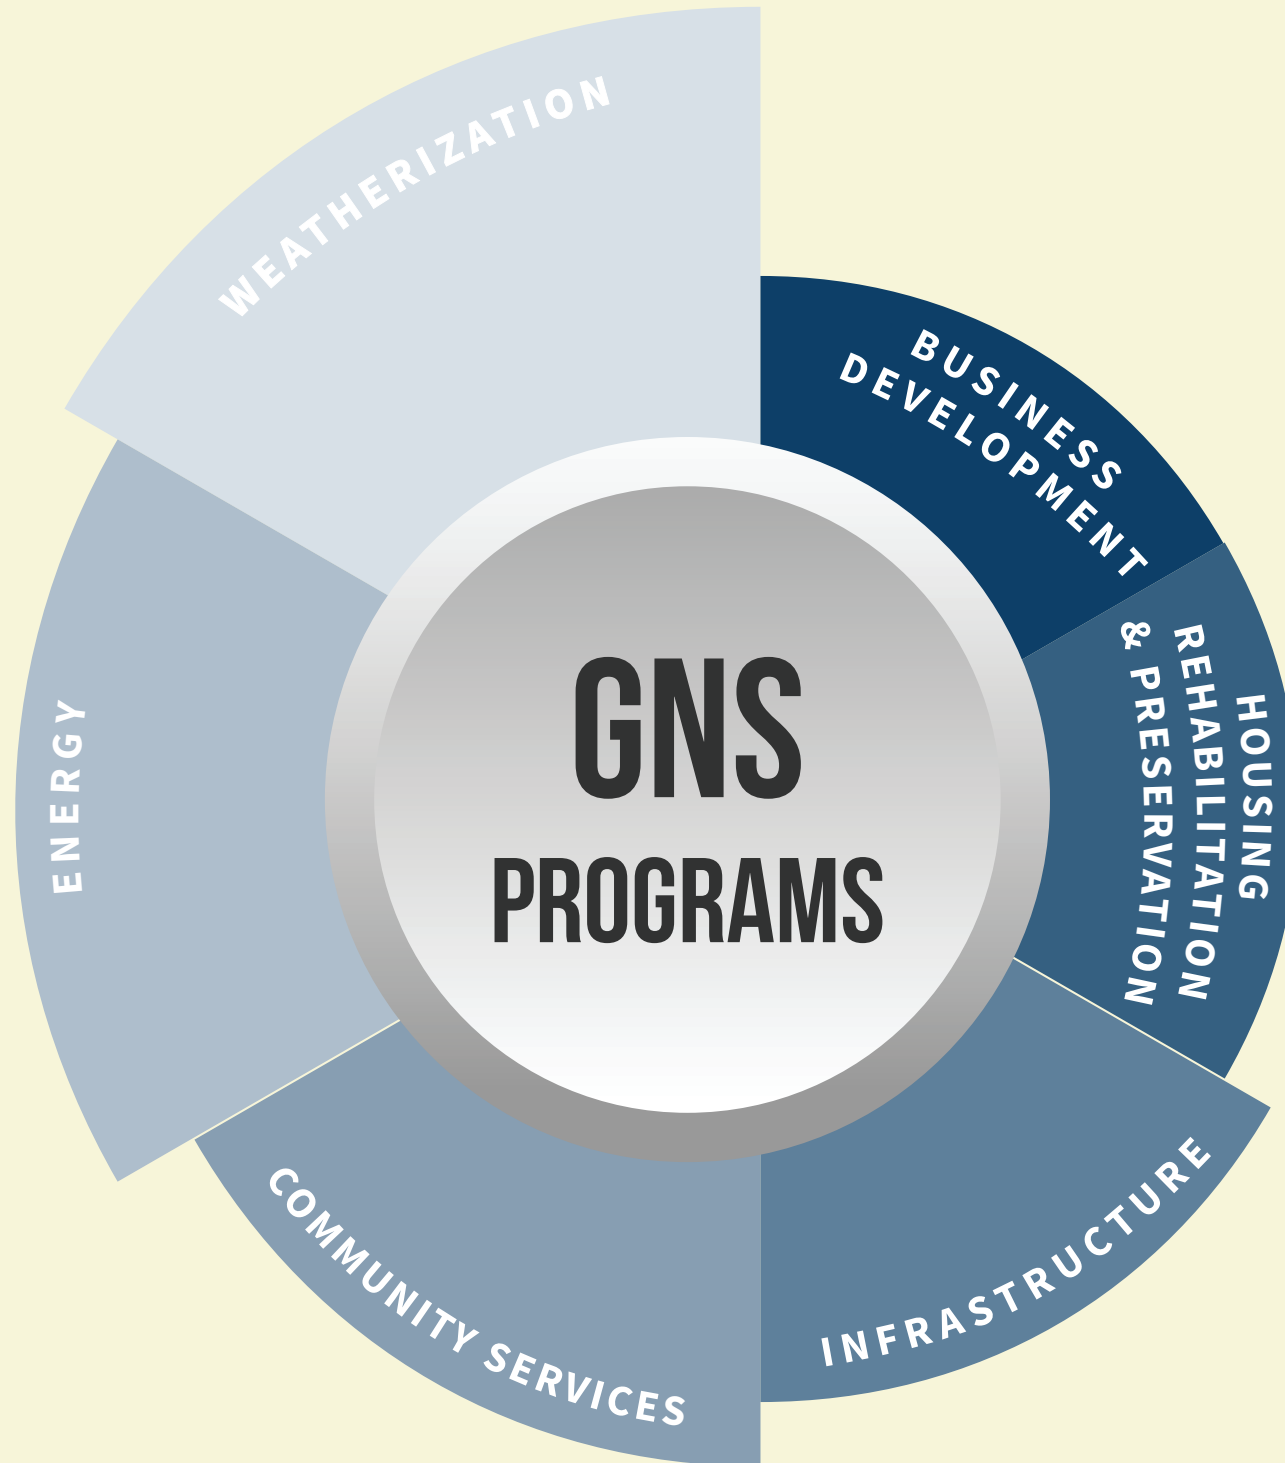 GNS
PROGRAMS
BUSINESS
DEVELOPMENT
HOUSING
REHABILITATION
& PRESERVATION
INFRASTRUCTURE
COMMUNITY SERVICES
ENERGY
WEATHERIZATION